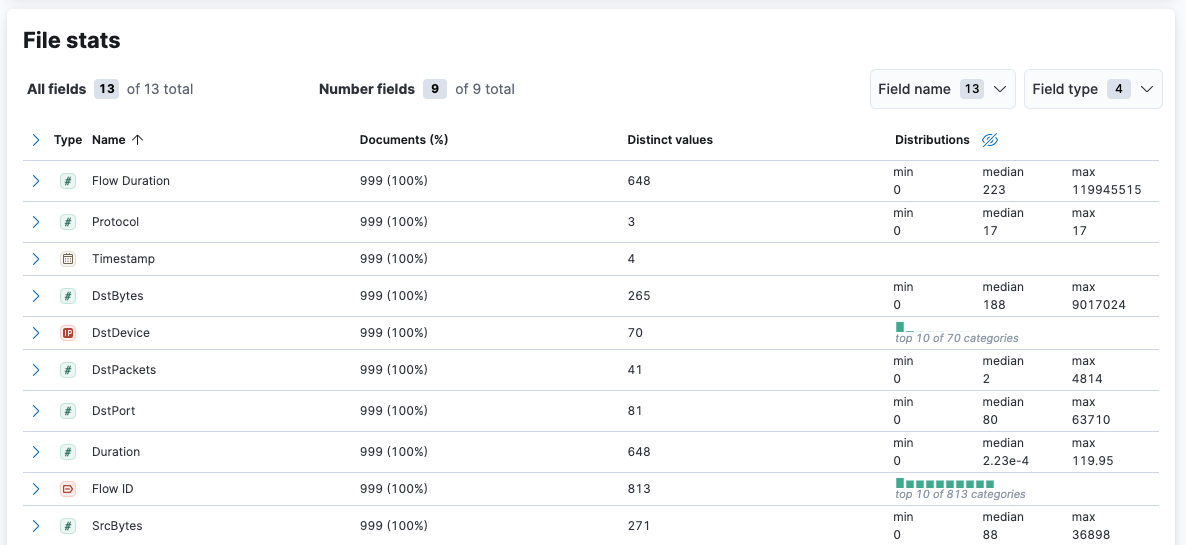 File stats
All fields 13 of 13 total Number fields 9 of 9 total Field name 13 Field type 4
Type Name Documents (%) Distinct values Distributions
# Flow Duration 999 (100%) 648 min 0 median 223 max 119945515
# Protocol 999 (100%) 3 min 0 median 17 max 17
Timestamp 999 (100%) 4
# DstBytes 999 (100%) 265 min 0 median 188 max 9017024
IP DstDevice 999 (100%) 70 top 10 of 70 categories
# DstPackets 999 (100%) 41 min 0 median 2 max 4814
# DstPort 999 (100%) 81 min 0 median 80 max 63710
# Duration 999 (100%) 648 min 0 median 2.23e-4 max 119.95
Flow ID 999 (100%) 813 top 10 of 813 categories
# SrcBytes 999 (100%) 271 min 0 median 88 max 36898